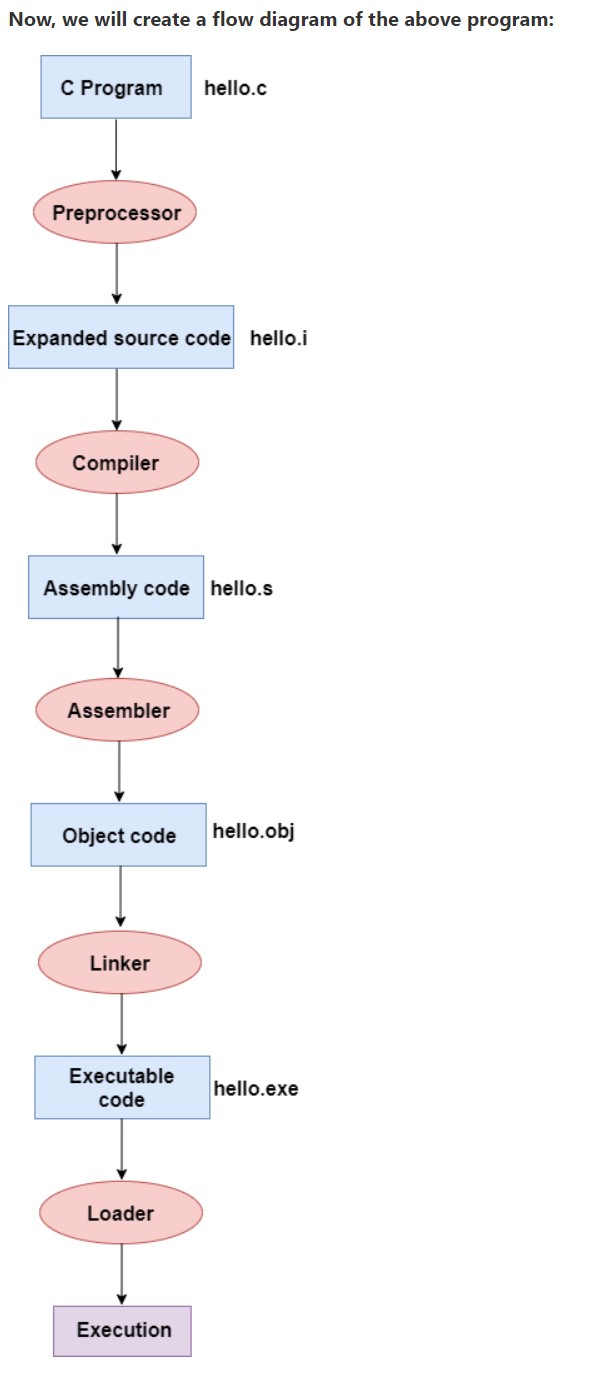 Now, we will create a flow diagram of the above program:
C Program hello.c
Preprocessor
Expanded source code hello.i
Compiler
Assembly code hello.s
Assembler
Object code hello.obj
Linker
Executable
code
hello.exe
Loader
Execution